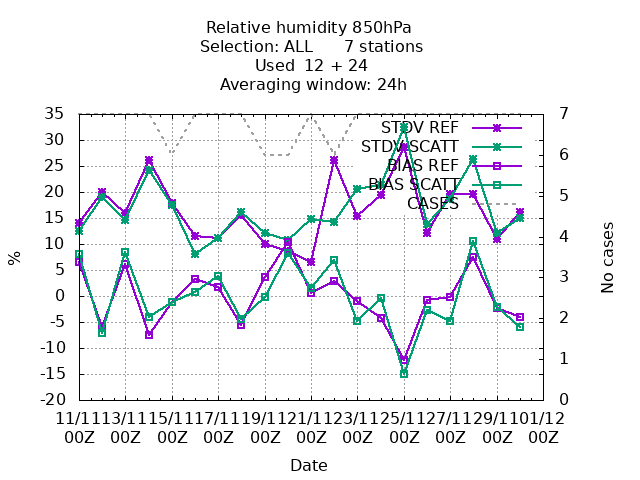 Relative humidity 850hPa
Selection: ALL 7 stations
Used 12 + 24
Averaging window: 24h
35 7
STDV REF
30
STDV SCATT
6
25 BIAS REF
BIAS SCATT
20 5
CASES
15
10 4
% No cases
5 3
0
-5 2
-10
1
-15
-20 0
11/11 13/11 15/11 17/11 19/11 21/11 23/11 25/11 27/11 29/11 01/12
00Z 00Z 00Z 00Z 00Z 00Z 00Z 00Z 00Z 00Z 00Z
Date